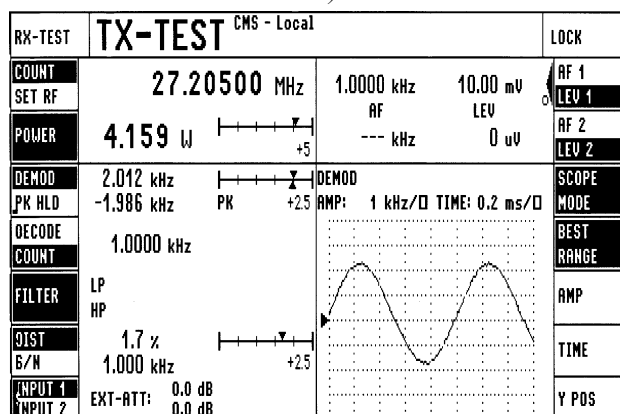 RX-TEST TX-TEST CMS - Local LOCK
COUNT 27.20500 MHz 1.0000 kHz 10.00 mV AF 1
SET RF AF LEV LEV 1
POWER 4.159 W +5 --- kHz 0 uV AF 2
LEV 2
DEMOD 2.012 kHz DEMOD SCOPE
PK HLD -1.986 kHz PK +2.5 AMP: 1 kHz/□ TIME: 0.2 ms/□ MODE
DECODE 1.0000 kHz BEST
COUNT RANGE
FILTER LP AMP
HP
DIST 1.7 % TIME
S/N 1.000 kHz +2.5
INPUT 1 EXT-ATT: 0.0 dB Y POS
INPUT 2 0.0 dB